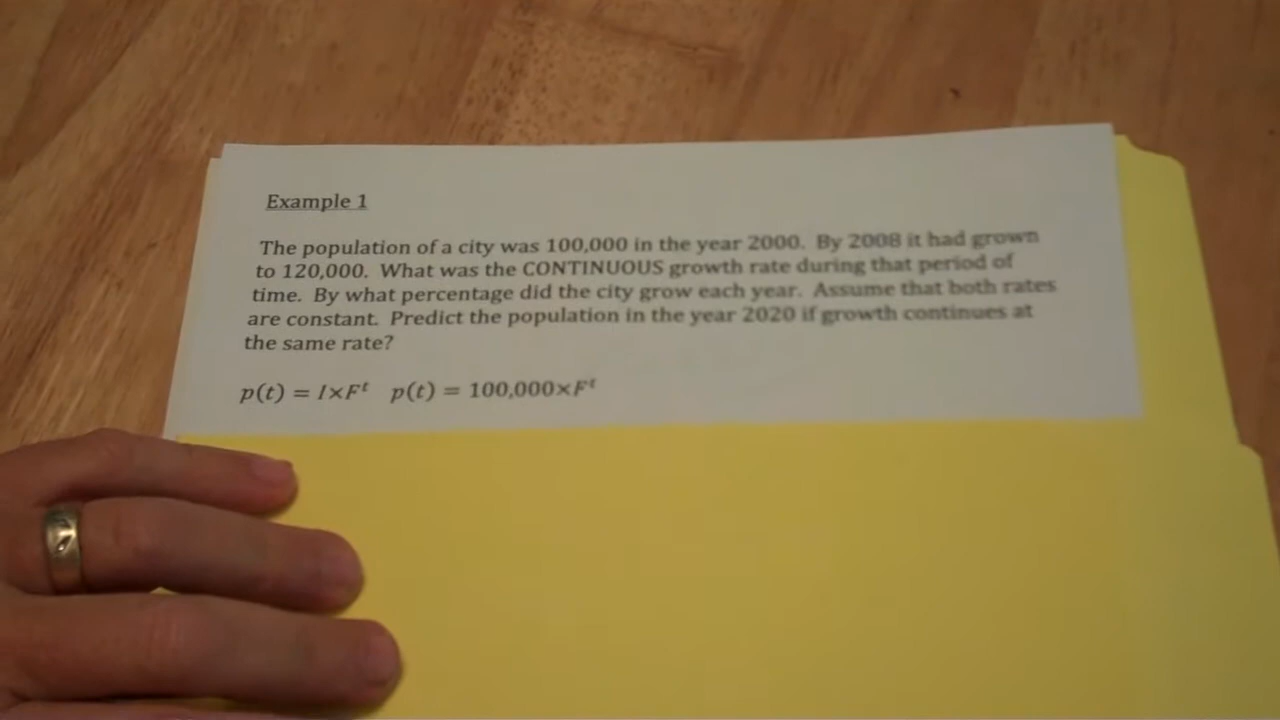 Example 1
The population of a city was 100,000 in the year 2000. By 2008 it had grown
to 120,000. What was the CONTINUOUS growth rate during that period of
time. By what percentage did the city grow each year. Assume that both rates
are constant. Predict the population in the year 2020 if growth continues at
the same rate?
p(t) = I×Fᵗ p(t) = 100,000×Fᵗ